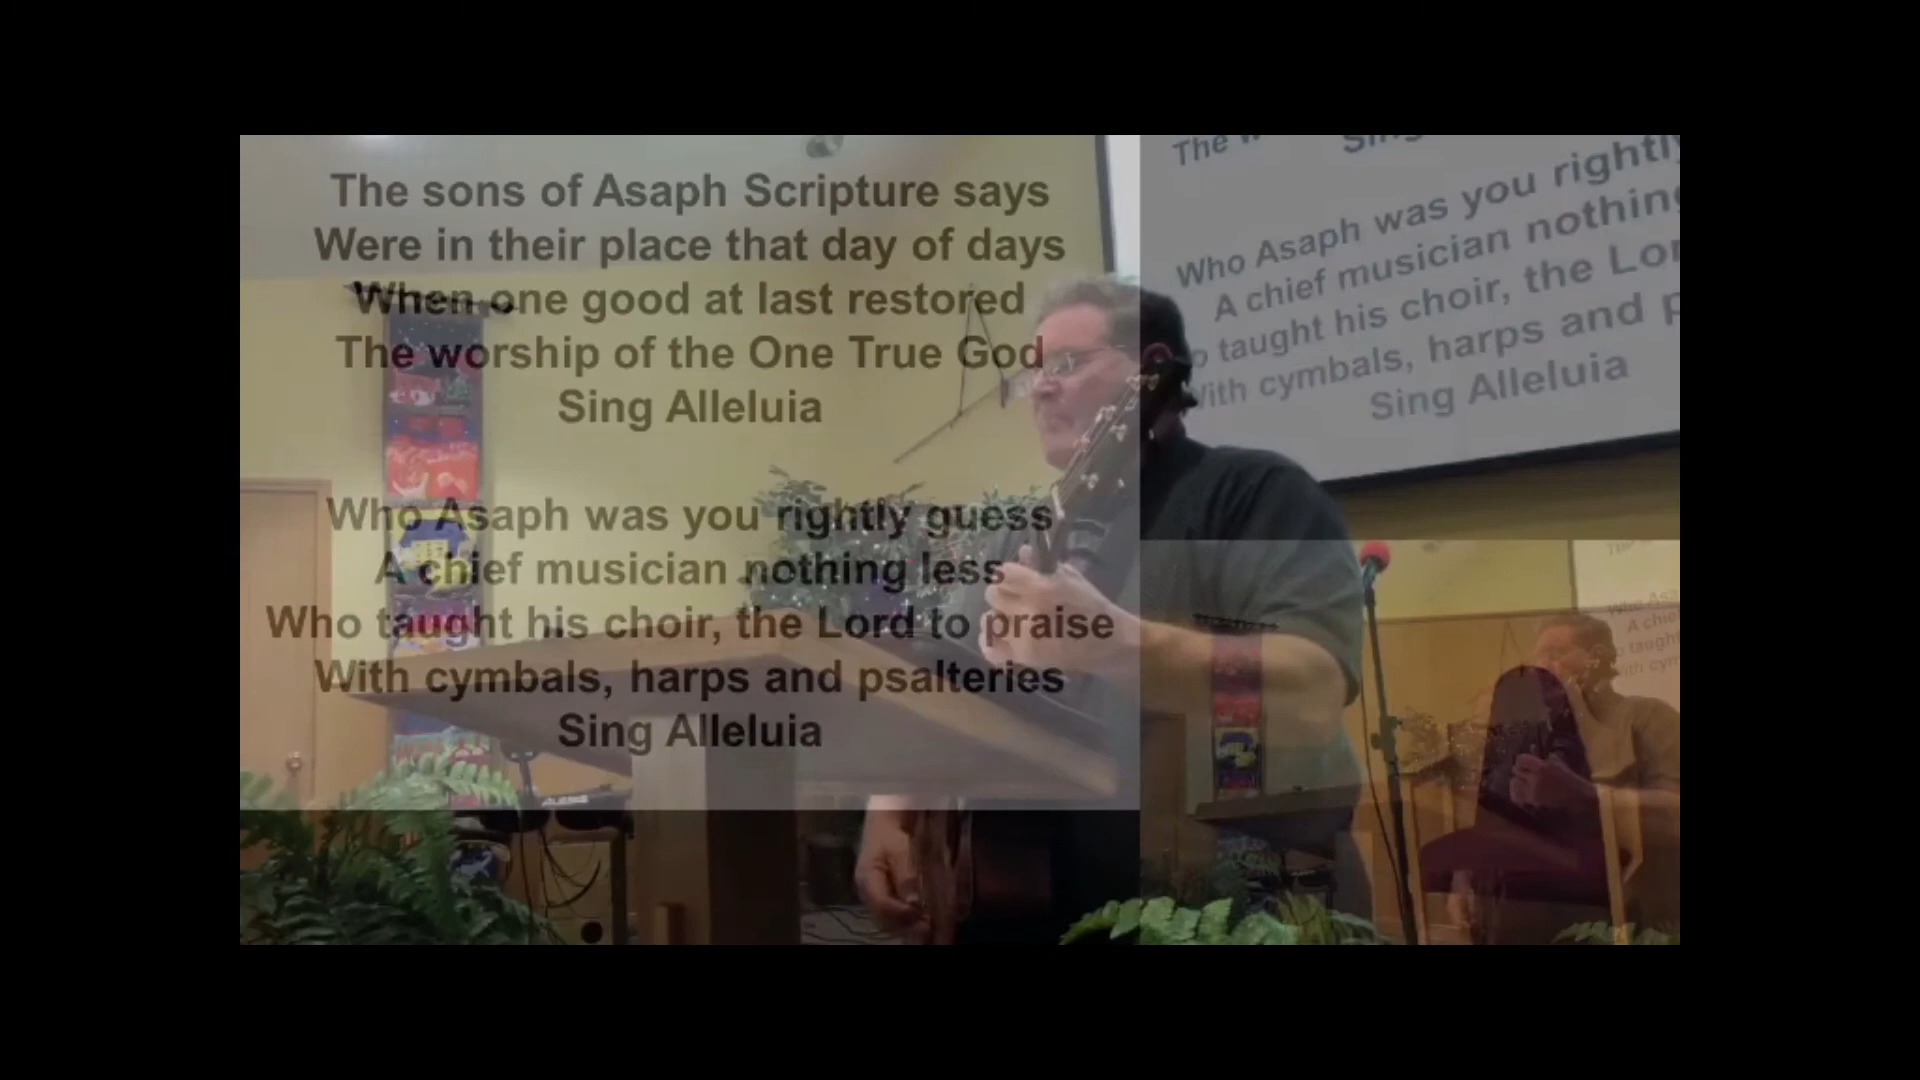 The sons of Asaph Scripture says
Were in their place that day of days
When one good at last restored
The worship of the One True God
Sing Alleluia
Who Asaph was you rightly guess
A chief musician nothing less
Who taught his choir, the Lord to praise
With cymbals, harps and psalteries
Sing Alleluia
The
Who Asaph was you rightly
A chief musician nothing
taught his choir, the
With cymbals, harps and
Sing Alleluia